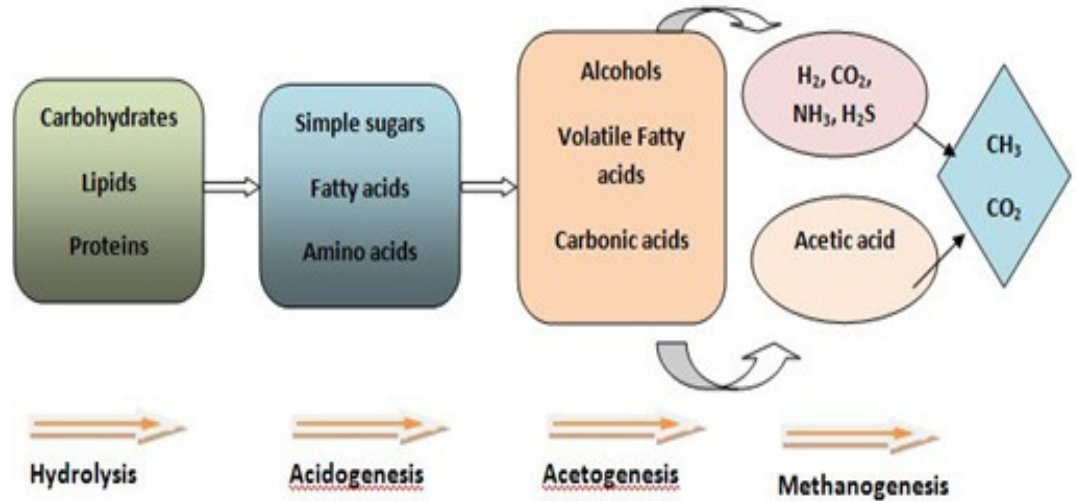 Carbohydrates
Lipids
Proteins
Simple sugars
Fatty acids
Amino acids
Alcohols
Volatile Fatty
acids
Carbonic acids
H₂, CO₂,
NH₃, H₂S
Acetic acid
CH₃
CO₂
Hydrolysis
Acidogenesis
Acetogenesis
Methanogenesis